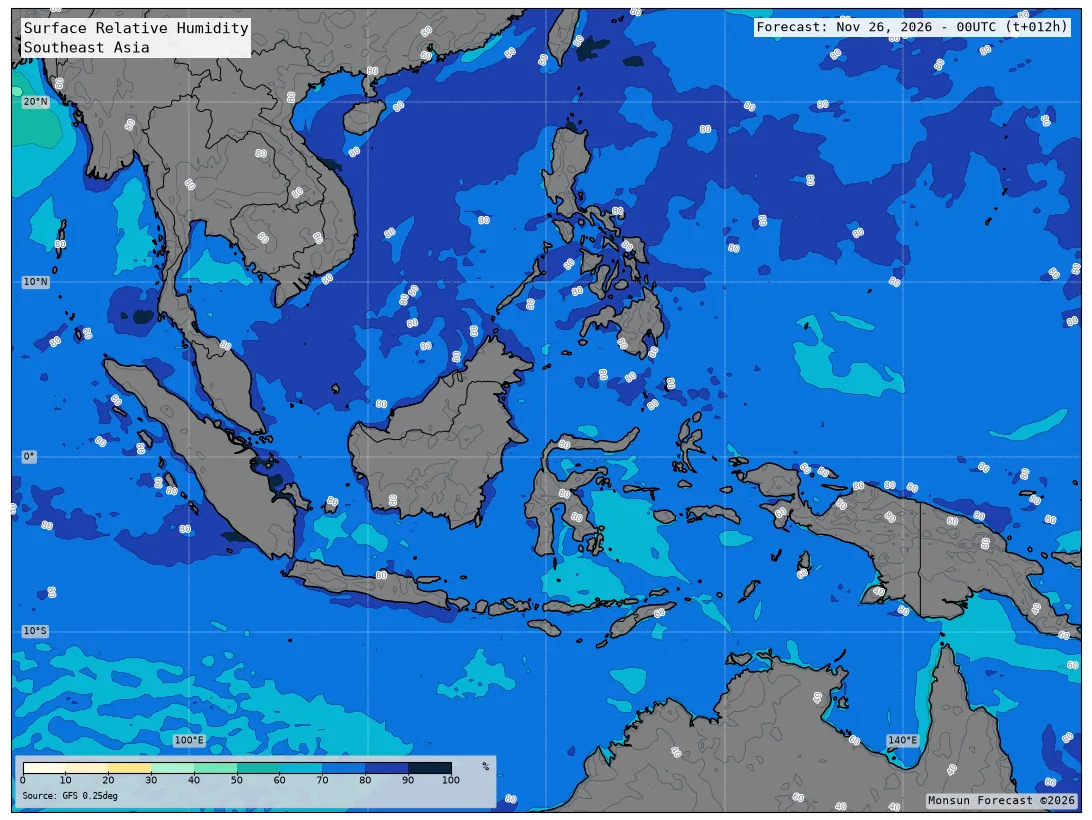 Surface Relative Humidity
Southeast Asia
Forecast: Nov 26, 2026 - 00UTC (t+012h)
20°N
10°N
0°
10°S
100°E
140°E
0 10 20 30 40 50 60 70 80 90 100
%
Source: GFS 0.25deg
Monsun Forecast ©2026